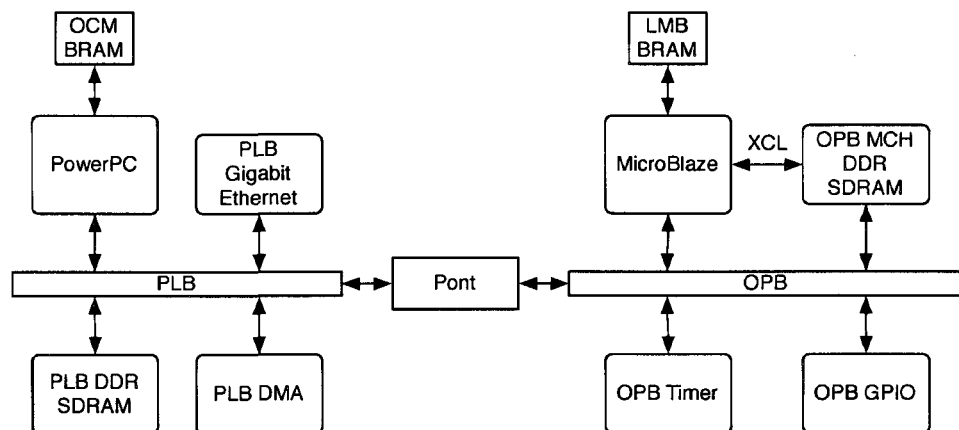 OCM
BRAM
LMB
BRAM
PowerPC
PLB
Gigabit
Ethernet
MicroBlaze
XCL
OPB MCH
DDR
SDRAM
PLB
Pont
OPB
PLB DDR
SDRAM
PLB DMA
OPB Timer
OPB GPIO